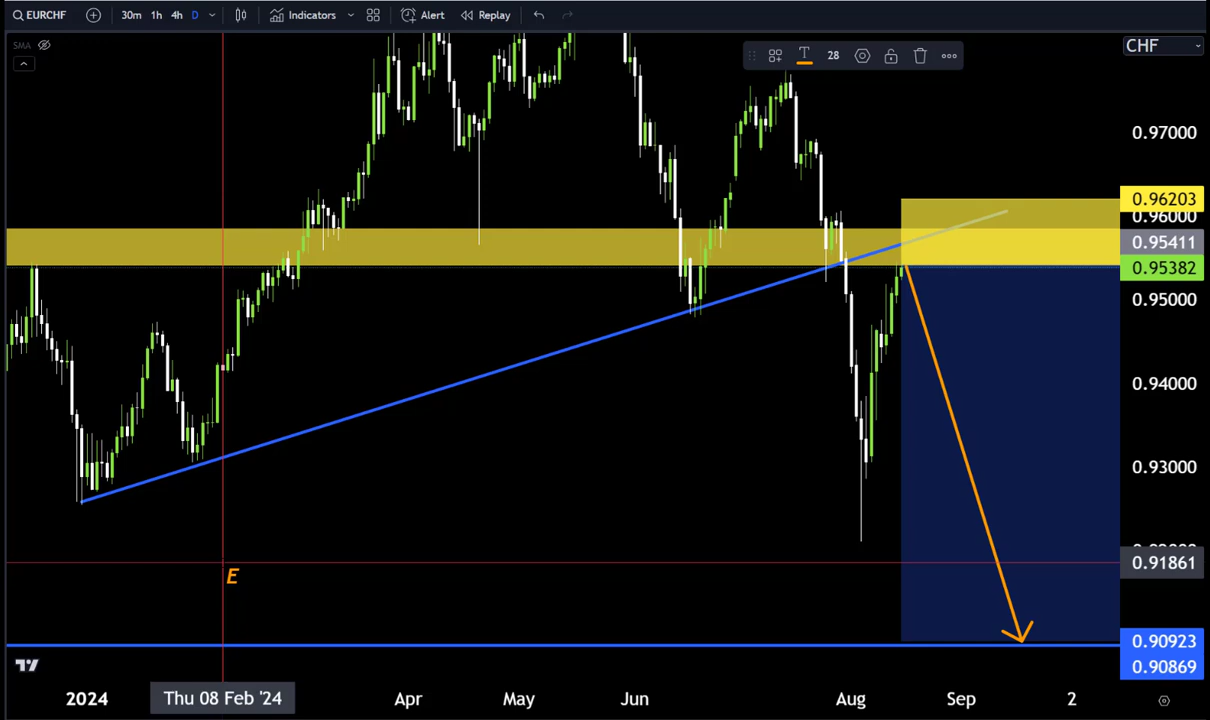 EURCHF 30m 1h 4h D Indicators Alert Replay
SMA
28
CHF
0.97000
0.96203
0.96000
0.95411
0.95382
0.95000
0.94000
0.93000
0.91861
E
0.90923
0.90869
2024 Thu 08 Feb '24 Apr May Jun Aug Sep 2